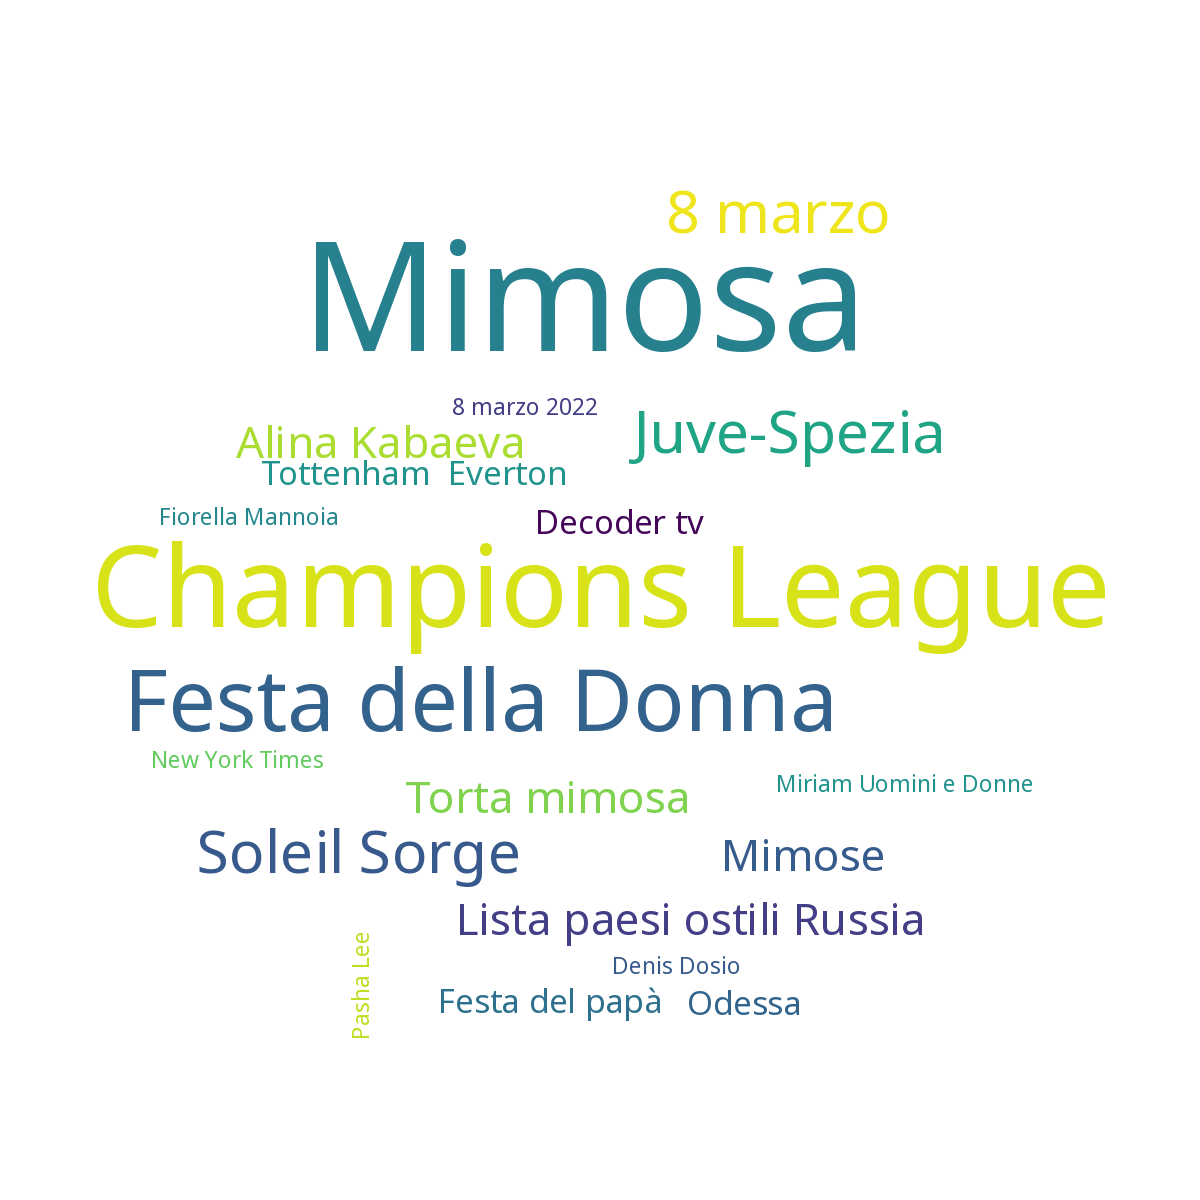 8 marzo
Mimosa
8 marzo 2022
Juve-Spezia
Alina Kabaeva
Tottenham  Everton
Fiorella Mannoia
Decoder tv
Champions League
Festa della Donna
New York Times
Miriam Uomini e Donne
Torta mimosa
Soleil Sorge
Mimose
Lista paesi ostili Russia
Pasha Lee
Denis Dosio
Festa del papà
Odessa